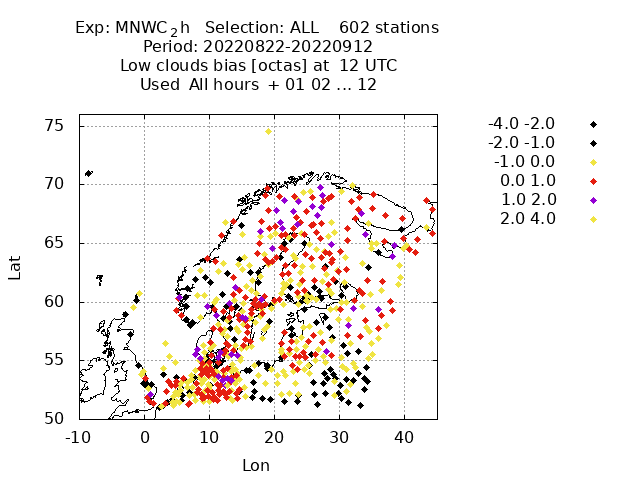 Exp: MNWC_2h Selection: ALL 602 stations
Period: 20220822-20220912
Low clouds bias [octas] at 12 UTC
Used All hours + 01 02 ... 12
-4.0 -2.0
-2.0 -1.0
-1.0 0.0
0.0 1.0
1.0 2.0
2.0 4.0
75
70
65
60
55
50
Lat
-10 0 10 20 30 40
Lon